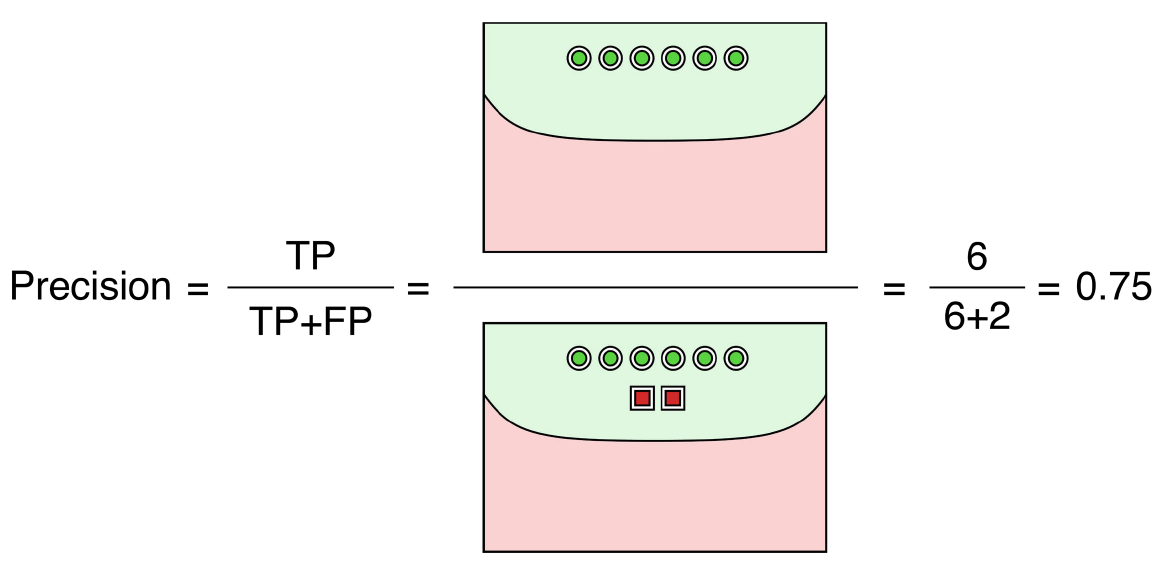 Precision = TP / TP+FP = = 6 / 6+2 = 0.75